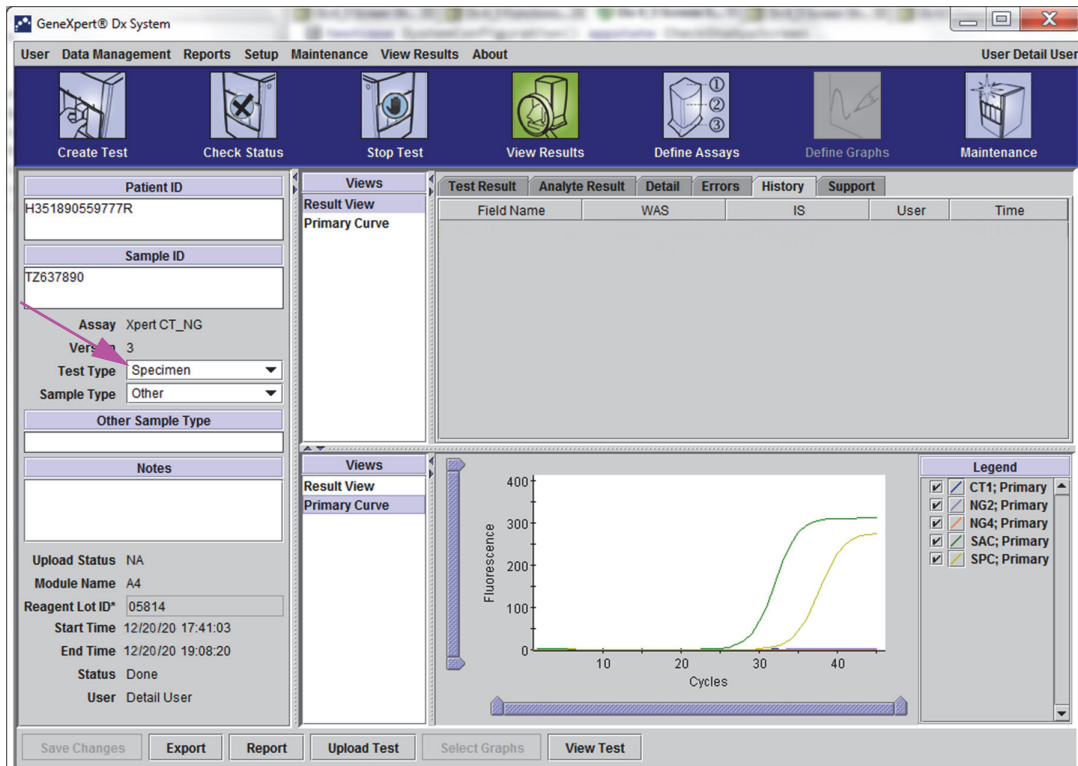 GeneXpert® Dx System
User Data Management Reports Setup Maintenance View Results About
User Detail User
Create Test
Check Status
Stop Test
View Results
Define Assays
Define Graphs
Maintenance
Patient ID
H351890559777R
Sample ID
TZ637890
Assay Xpert CT_NG
Version 3
Test Type Specimen
Sample Type Other
Other Sample Type
Notes
Upload Status NA
Module Name A4
Reagent Lot ID* 05814
Start Time 12/20/20 17:41:03
End Time 12/20/20 19:08:20
Status Done
User Detail User
Views
Result View
Primary Curve
Test Result Analyte Result Detail Errors History Support
Field Name WAS IS User Time
Views
Result View
Primary Curve
400
300
200
100
0
Fluorescence
10 20 30 40
Cycles
Legend
CT1; Primary
NG2; Primary
NG4; Primary
SAC; Primary
SPC; Primary
Save Changes Export Report Upload Test Select Graphs View Test